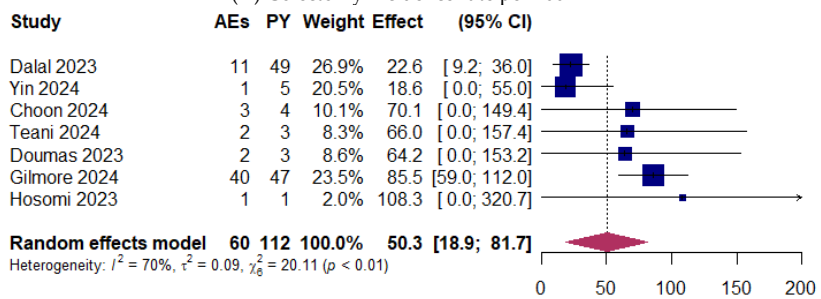 Study AEs PY Weight Effect (95% CI)
Dalal 2023 11 49 26.9% 22.6 [ 9.2; 36.0]
Yin 2024 1 5 20.5% 18.6 [ 0.0; 55.0]
Choon 2024 3 4 10.1% 70.1 [ 0.0; 149.4]
Teani 2024 2 3 8.3% 66.0 [ 0.0; 157.4]
Doumas 2023 2 3 8.6% 64.2 [ 0.0; 153.2]
Gilmore 2024 40 47 23.5% 85.5 [59.0; 112.0]
Hosomi 2023 1 1 2.0% 108.3 [ 0.0; 320.7]
Random effects model 60 112 100.0% 50.3 [18.9; 81.7]
Heterogeneity: I² = 70%, τ² = 0.09, χ²₆ = 20.11 (p < 0.01)
0 50 100 150 200